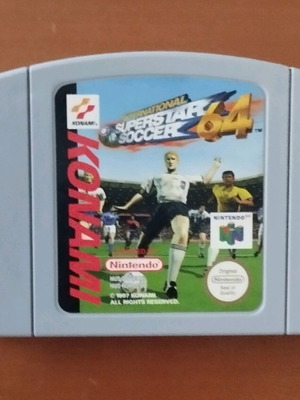 KONAMI
INTERNATIONAL
SUPERSTAR
SOCCER 64 ™
KONAMI
NINTENDO 64
Nintendo
Original
Nintendo
Seal of
Quality
© 1997 KONAMI
ALL RIGHTS RESERVED.